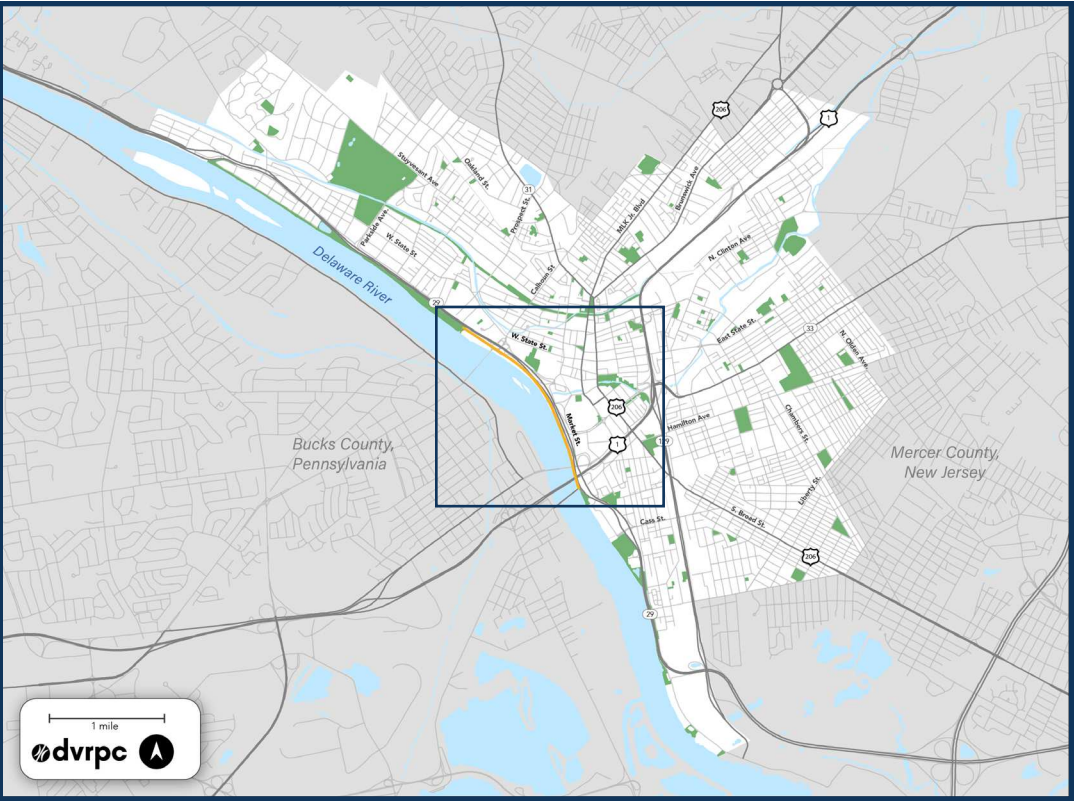 206
1
Stuyvesant Ave
Oakland St.
31
Prospect St.
Brunswick Ave
MLK Jr. Blvd
Parkside Ave.
W. State St
N. Clinton Ave
Delaware River
Calhoun St
29
W. State St.
East State St.
33
N. Olden Ave.
206
Market St.
Hamilton Ave
Chambers St.
1
129
Bucks County,
Pennsylvania
Mercer County,
New Jersey
Liberty St.
S. Broad St.
Cass St.
206
29
1 mile
dvrpc